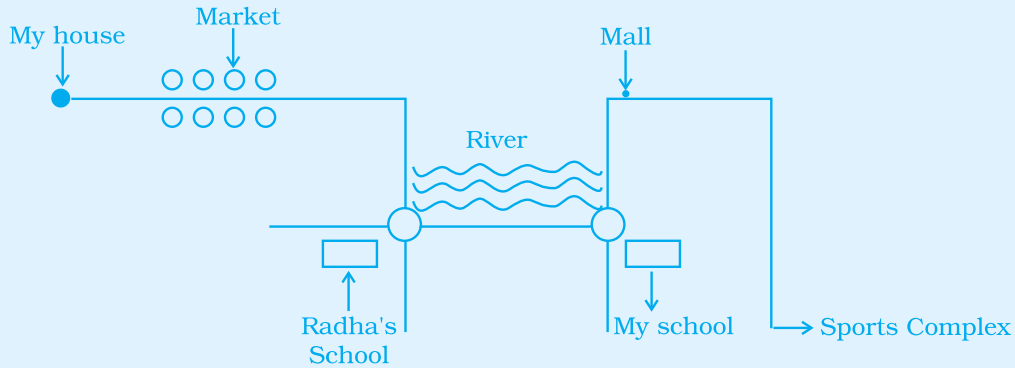 Market
My house
Mall
River
Radha's
School
My school
Sports Complex